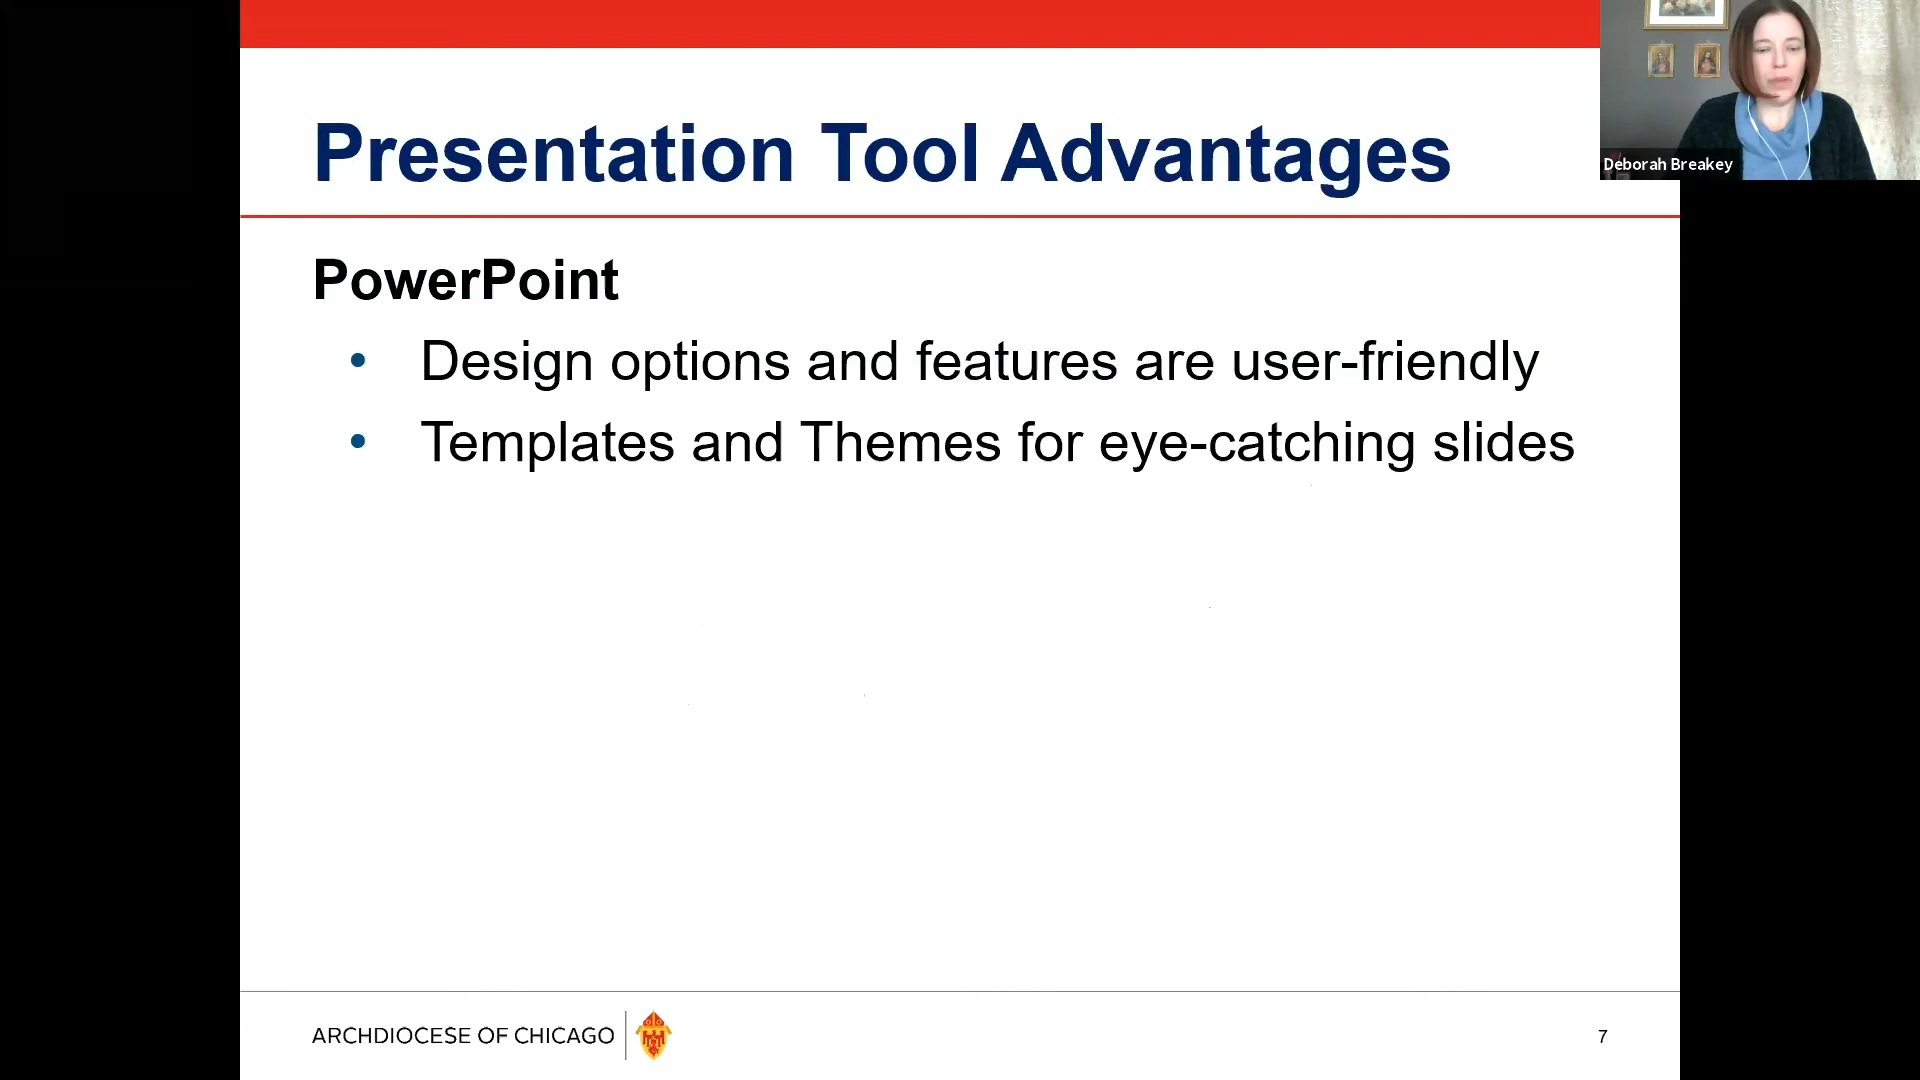 Presentation Tool Advantages
Deborah Breakey
PowerPoint
• Design options and features are user-friendly
• Templates and Themes for eye-catching slides
ARCHDIOCESE OF CHICAGO
7